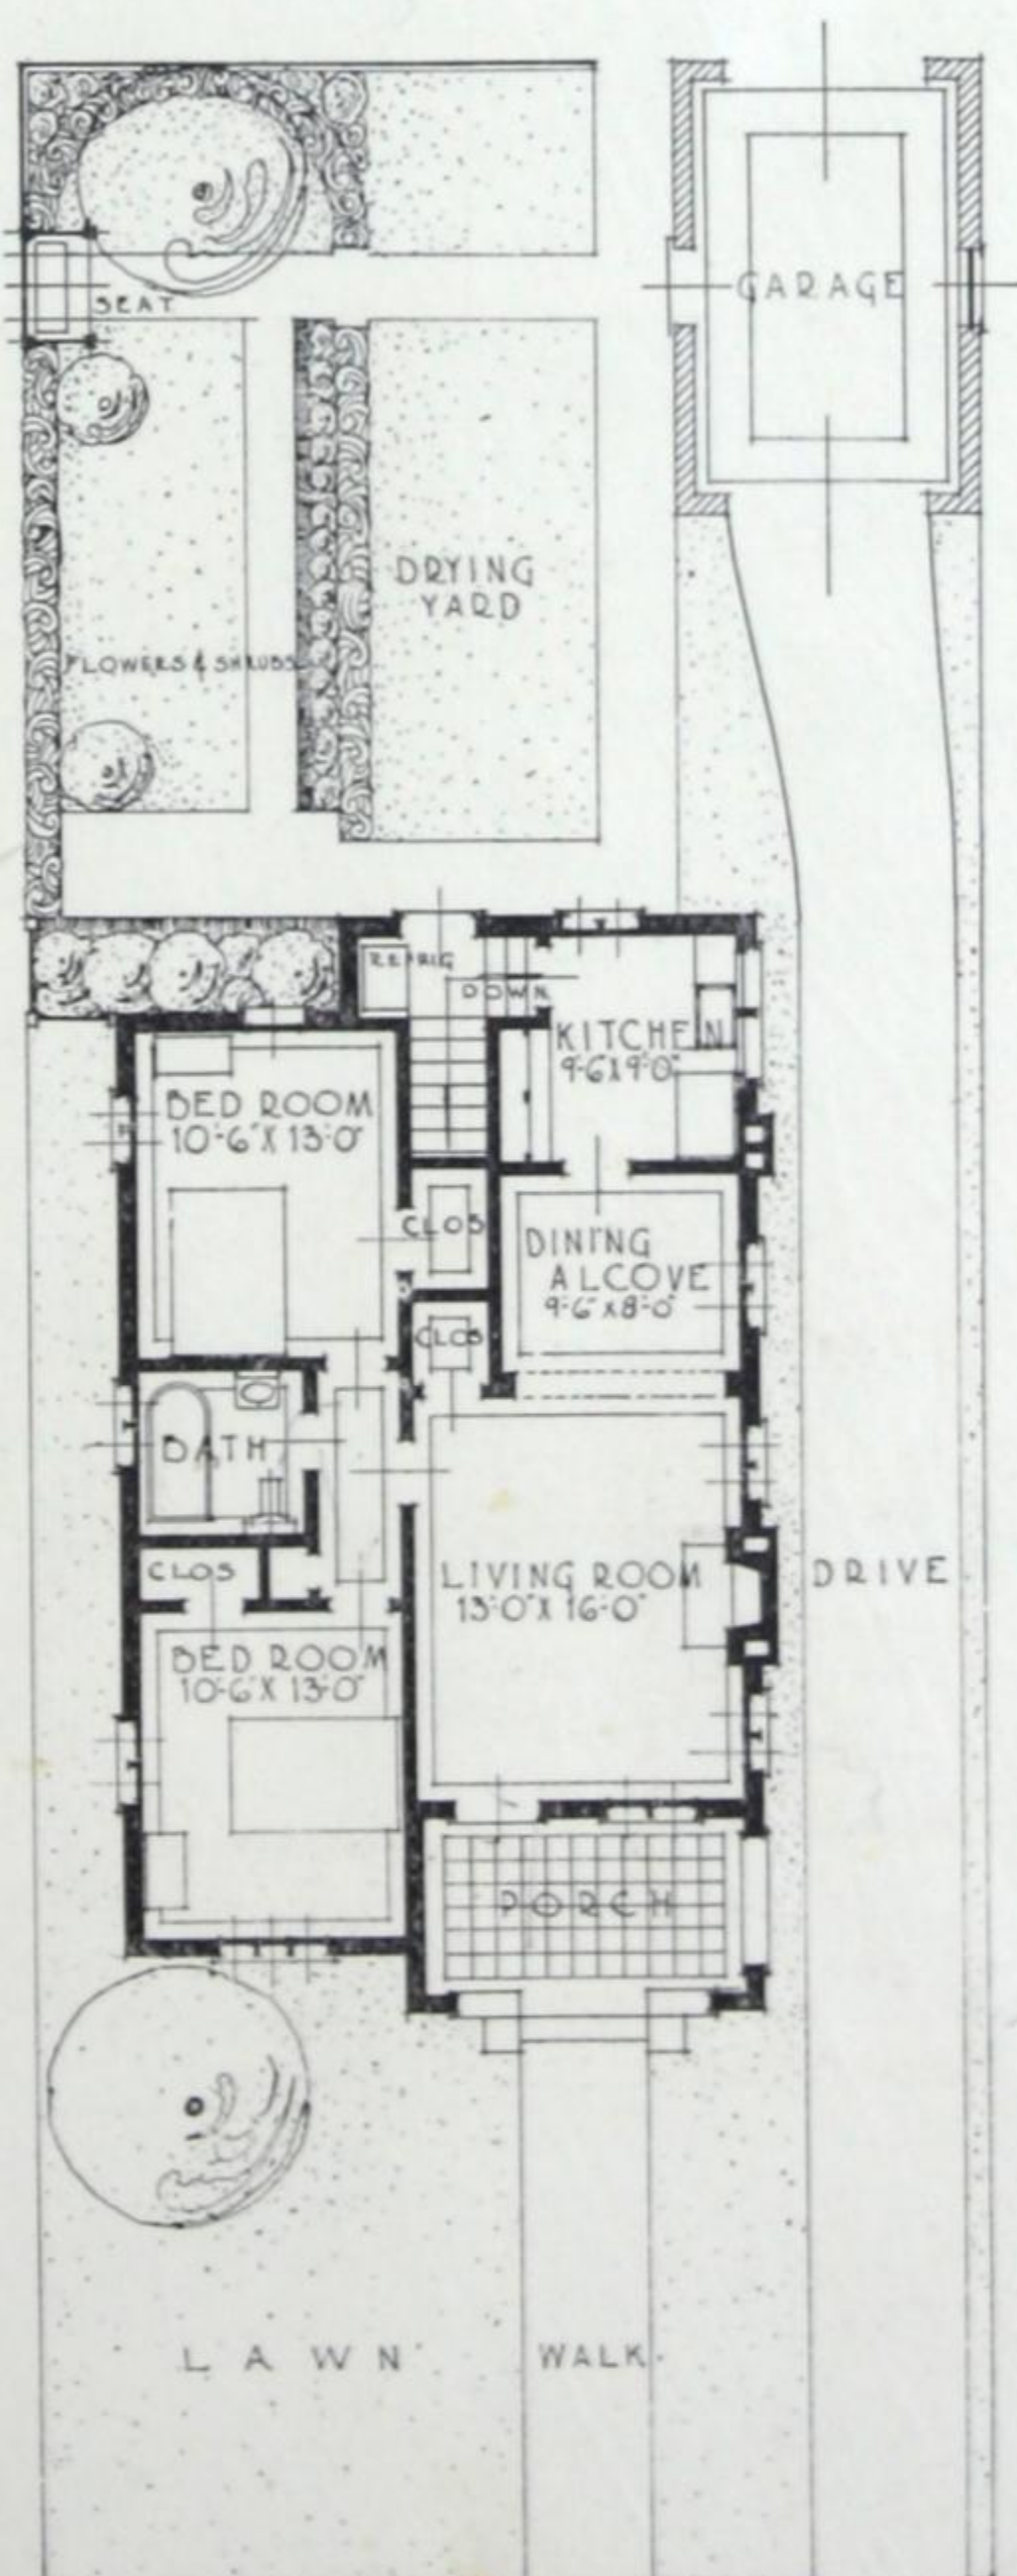 GARAGE
SEAT
DRYING
YARD
FLOWERS & SHRUBS
REFRIG
DOWN
KITCHEN
9'-6"X9'-0"
BED ROOM
10'-6"X 13'-0"
CLOS
DINING
ALCOVE
9'-6"X8'-0"
CLOS
BATH
CLOS
LIVING ROOM
13'-0"X 16'-0"
DRIVE
BED ROOM
10'-6"X 13'-0"
PORCH
LAWN
WALK